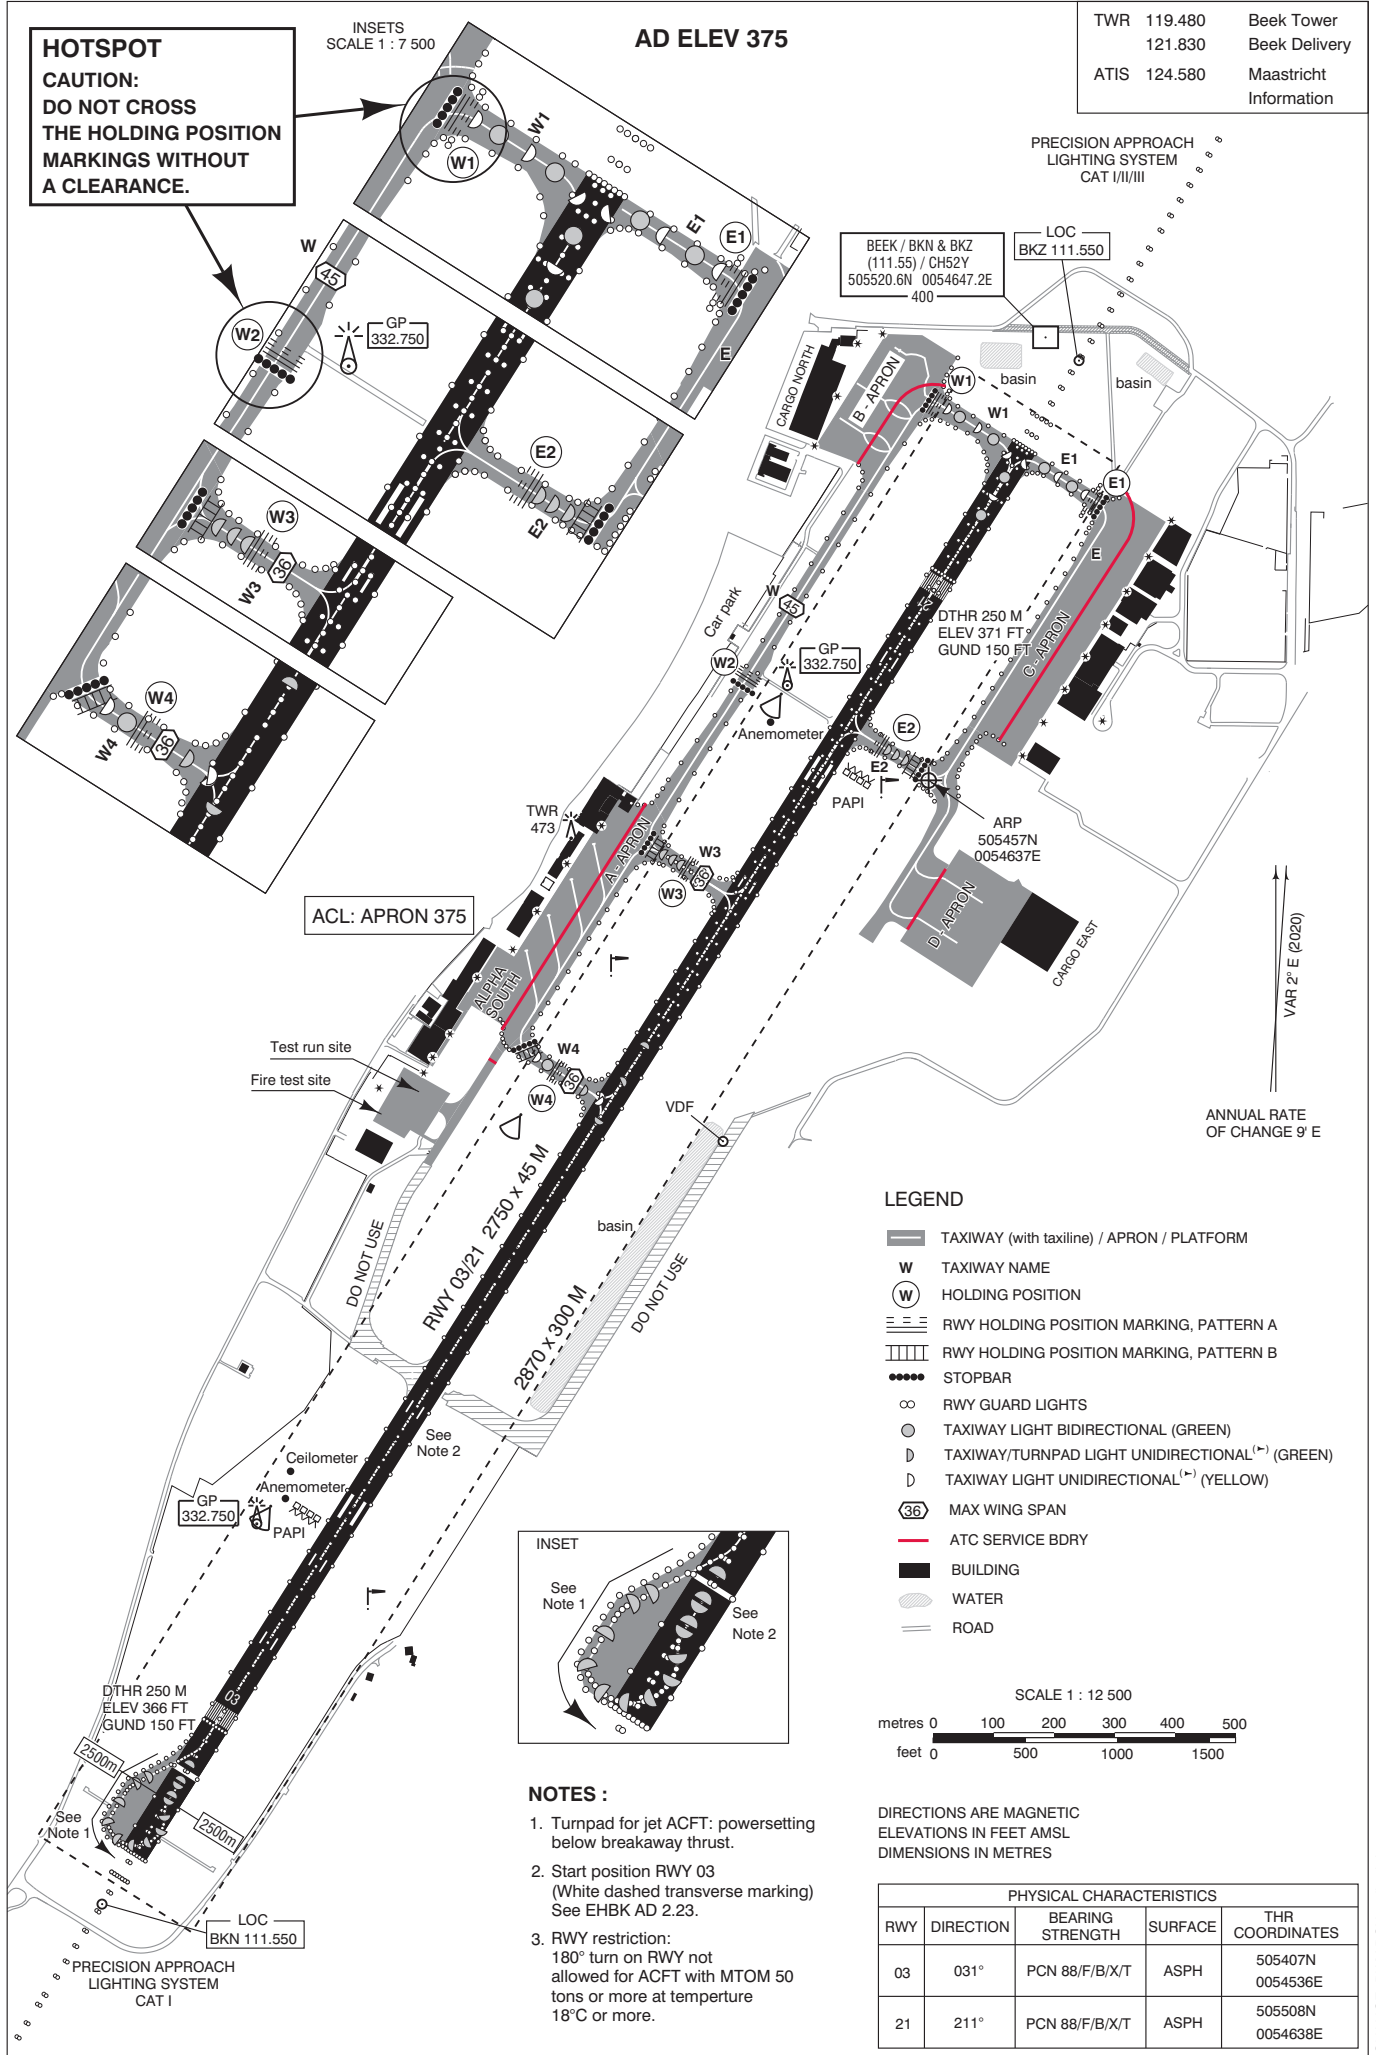 HOTSPOT
CAUTION:
DO NOT CROSS
THE HOLDING POSITION
MARKINGS WITHOUT
A CLEARANCE.
INSETS
SCALE 1 : 7 500
AD ELEV 375
TWR 119.480 Beek Tower
121.830 Beek Delivery
ATIS 124.580 Maastricht
Information
W1
W1
E1
E1
W
45
W2
GP
332.750
E
E2
E2
W3
36
W3
W4
36
W4
PRECISION APPROACH
LIGHTING SYSTEM
CAT I/II/III
BEEK / BKN & BKZ
(111.55) / CH52Y
505520.6N 0054647.2E
400
LOC
BKZ 111.550
CARGO NORTH
B - APRON
basin
basin
W1
W1
E1
E1
E
Car park
W
45
21
DTHR 250 M
ELEV 371 FT
GUND 150 FT
C - APRON
W2
GP
332.750
Anemometer
E2
E2
PAPI
TWR
473
A - APRON
ARP
505457N
0054637E
W3
36
W3
D - APRON
CARGO EAST
ACL: APRON 375
ALPHA
SOUTH
VAR 2° E (2020)
ANNUAL RATE
OF CHANGE 9' E
Test run site
Fire test site
W4
36
W4
VDF
RWY 03/21 2750 x 45 M
basin
DO NOT USE
DO NOT USE
2870 x 300 M
See
Note 2
Ceilometer
Anemometer
GP
332.750
PAPI
LEGEND
TAXIWAY (with taxiline) / APRON / PLATFORM
W TAXIWAY NAME
W HOLDING POSITION
RWY HOLDING POSITION MARKING, PATTERN A
RWY HOLDING POSITION MARKING, PATTERN B
STOPBAR
RWY GUARD LIGHTS
TAXIWAY LIGHT BIDIRECTIONAL (GREEN)
TAXIWAY/TURNPAD LIGHT UNIDIRECTIONAL (GREEN)
TAXIWAY LIGHT UNIDIRECTIONAL (YELLOW)
36 MAX WING SPAN
ATC SERVICE BDRY
BUILDING
WATER
ROAD
INSET
See
Note 1
See
Note 2
DTHR 250 M
ELEV 366 FT
GUND 150 FT
03
2500m
2500m
See
Note 1
LOC
BKN 111.550
PRECISION APPROACH
LIGHTING SYSTEM
CAT I
SCALE 1 : 12 500
metres 0 100 200 300 400 500
feet 0 500 1000 1500
NOTES :
1. Turnpad for jet ACFT: powersetting
below breakaway thrust.
2. Start position RWY 03
(White dashed transverse marking)
See EHBK AD 2.23.
3. RWY restriction:
180° turn on RWY not
allowed for ACFT with MTOM 50
tons or more at temperture
18°C or more.
DIRECTIONS ARE MAGNETIC
ELEVATIONS IN FEET AMSL
DIMENSIONS IN METRES
PHYSICAL CHARACTERISTICS
RWY DIRECTION BEARING STRENGTH SURFACE THR COORDINATES
03 031° PCN 88/F/B/X/T ASPH 505407N 0054536E
21 211° PCN 88/F/B/X/T ASPH 505508N 0054638E